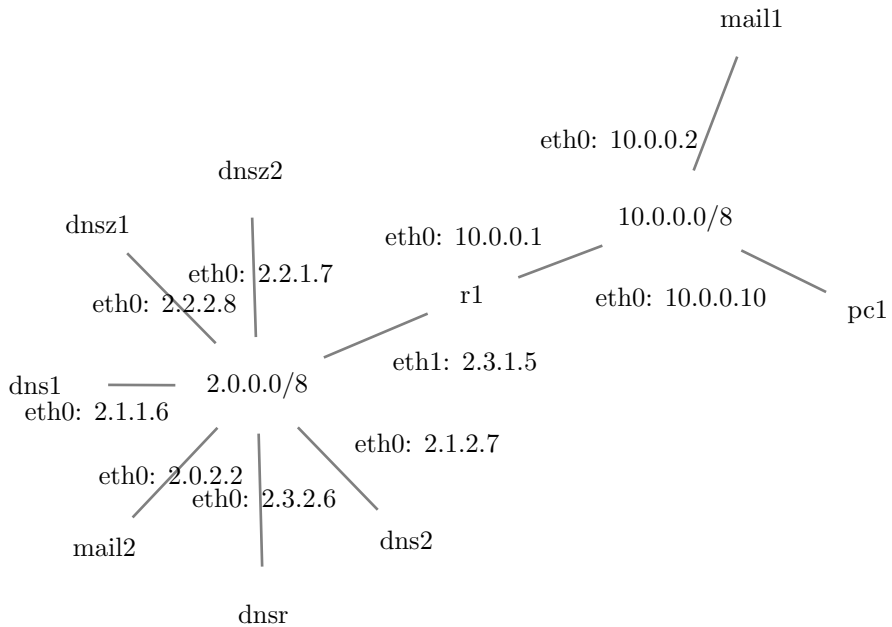 mail1
eth0: 10.0.0.2
dnsz2
10.0.0.0/8
dnsz1
eth0: 10.0.0.1
eth0: 2.2.1.7
r1
eth0: 10.0.0.10
eth0: 2.2.2.8
pc1
eth1: 2.3.1.5
dns1
2.0.0.0/8
eth0: 2.1.1.6
eth0: 2.1.2.7
eth0: 2.0.2.2
eth0: 2.3.2.6
mail2
dns2
dnsr